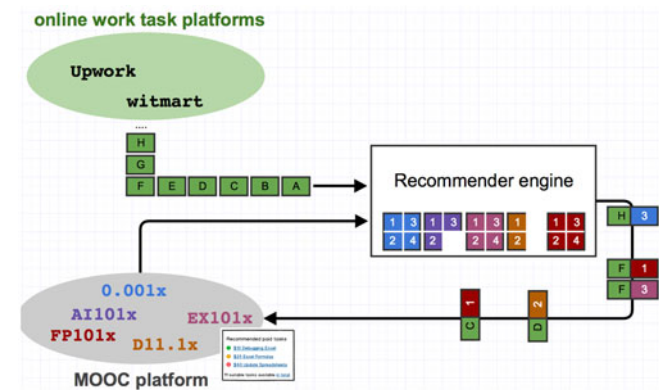 online work task platforms
Upwork
witmart
....
H
G
F E D C B A
Recommender engine
1 3 1 3 1 3 1 1 3
2 4 2 2 4 2 2 4
H 3
F 1
F 3
C 1
D 2
0.001x
AI101x
EX101x
FP101x
D11.1x
MOOC platform
Recommended paid tasks